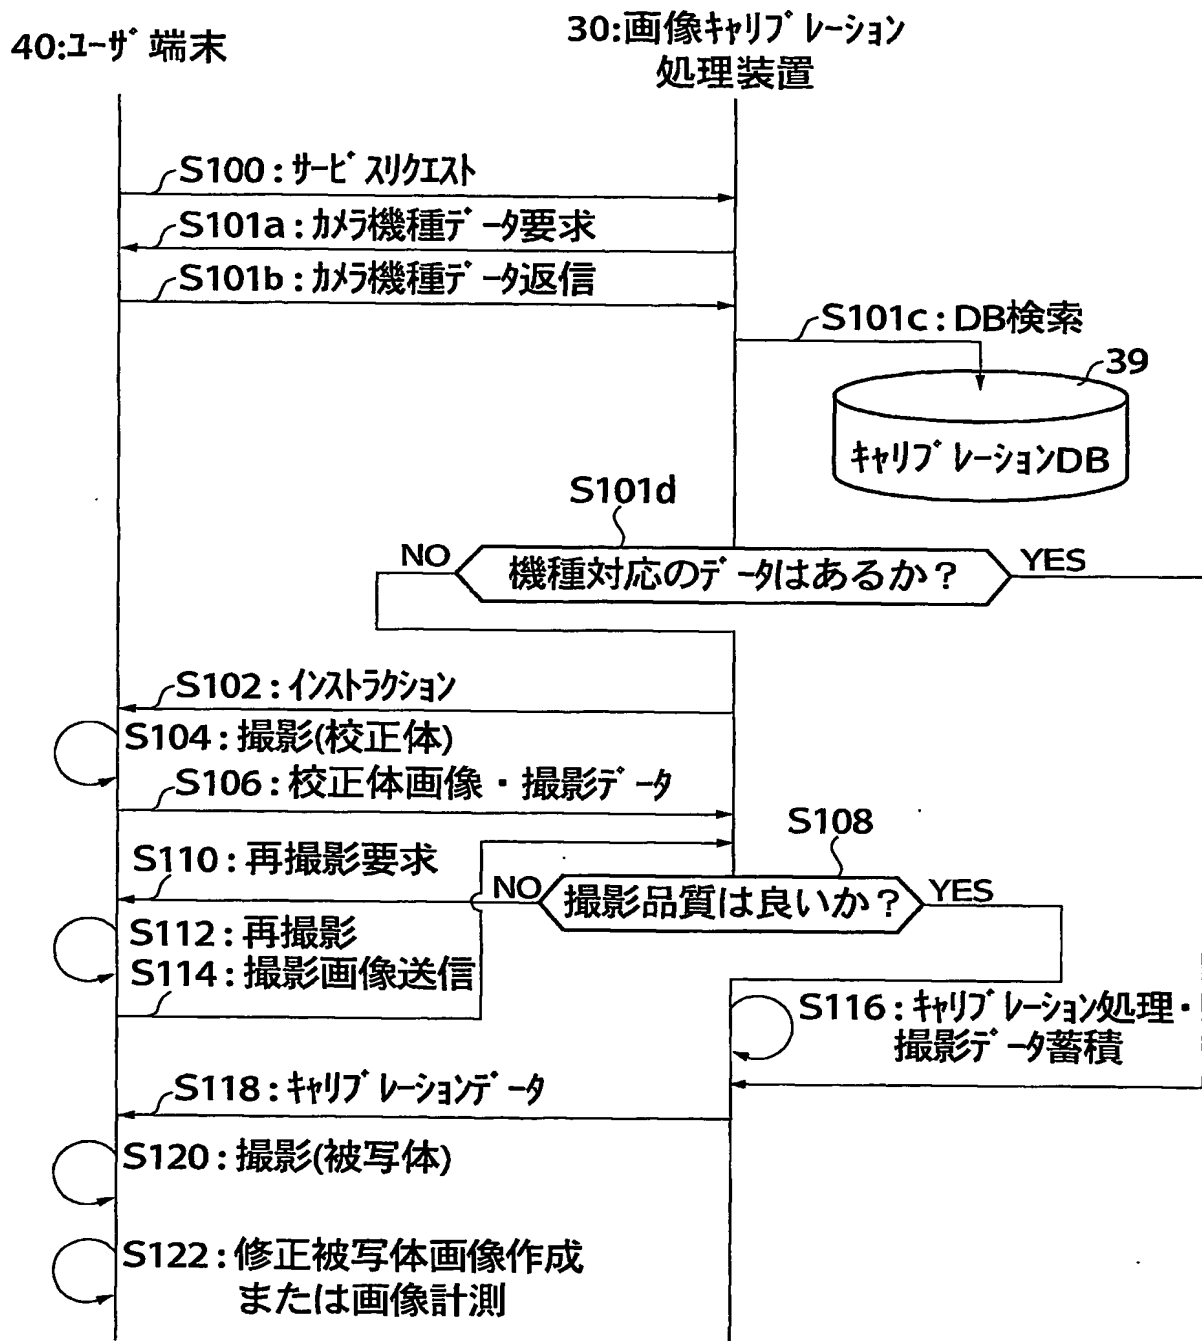 40:ユーザ端末
30:画像キャリブレーション
処理装置
S100:サービスリクエスト
S101a:カメラ機種データ要求
S101b:カメラ機種データ返信
S101c:DB検索
39
キャリブレーションDB
S101d
NO
機種対応のデータはあるか?
YES
S102:インストラクション
S104:撮影(校正体)
S106:校正体画像・撮影データ
S108
S110:再撮影要求
NO
撮影品質は良いか?
YES
S112:再撮影
S114:撮影画像送信
S116:キャリブレーション処理・
撮影データ蓄積
S118:キャリブレーションデータ
S120:撮影(被写体)
S122:修正被写体画像作成
または画像計測